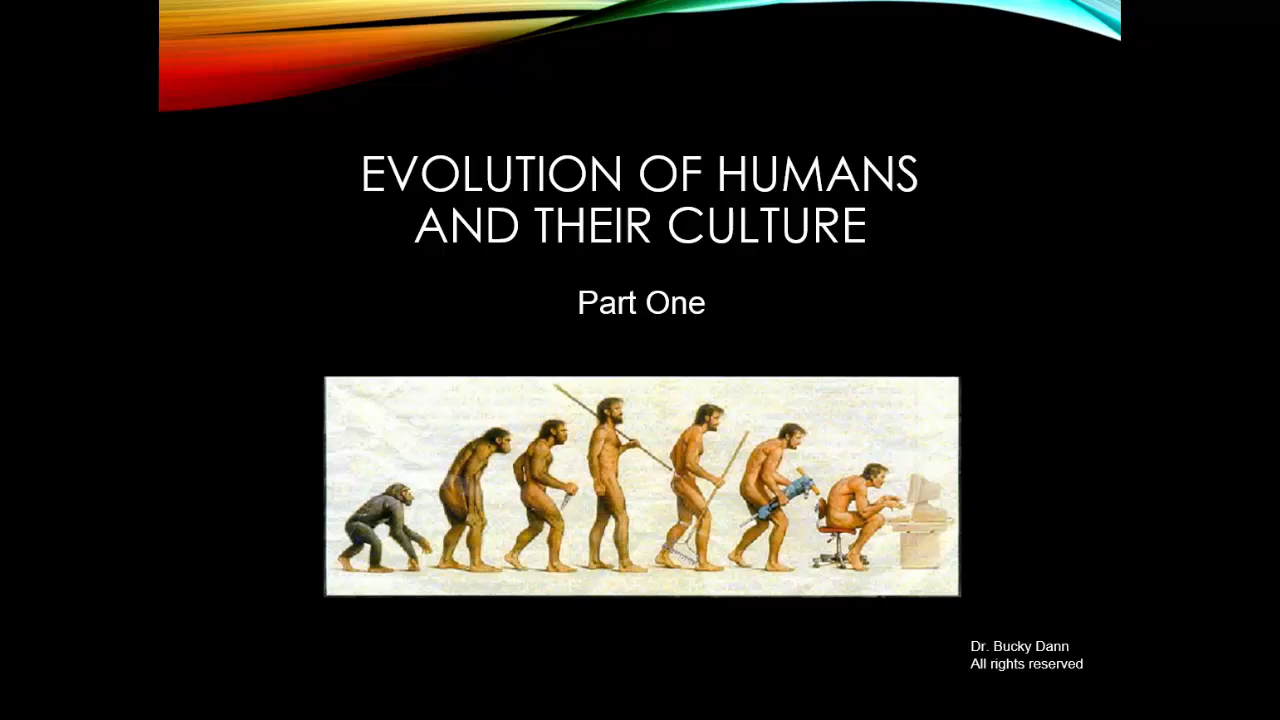 EVOLUTION OF HUMANS
AND THEIR CULTURE
Part One
Dr. Bucky Dann
All rights reserved